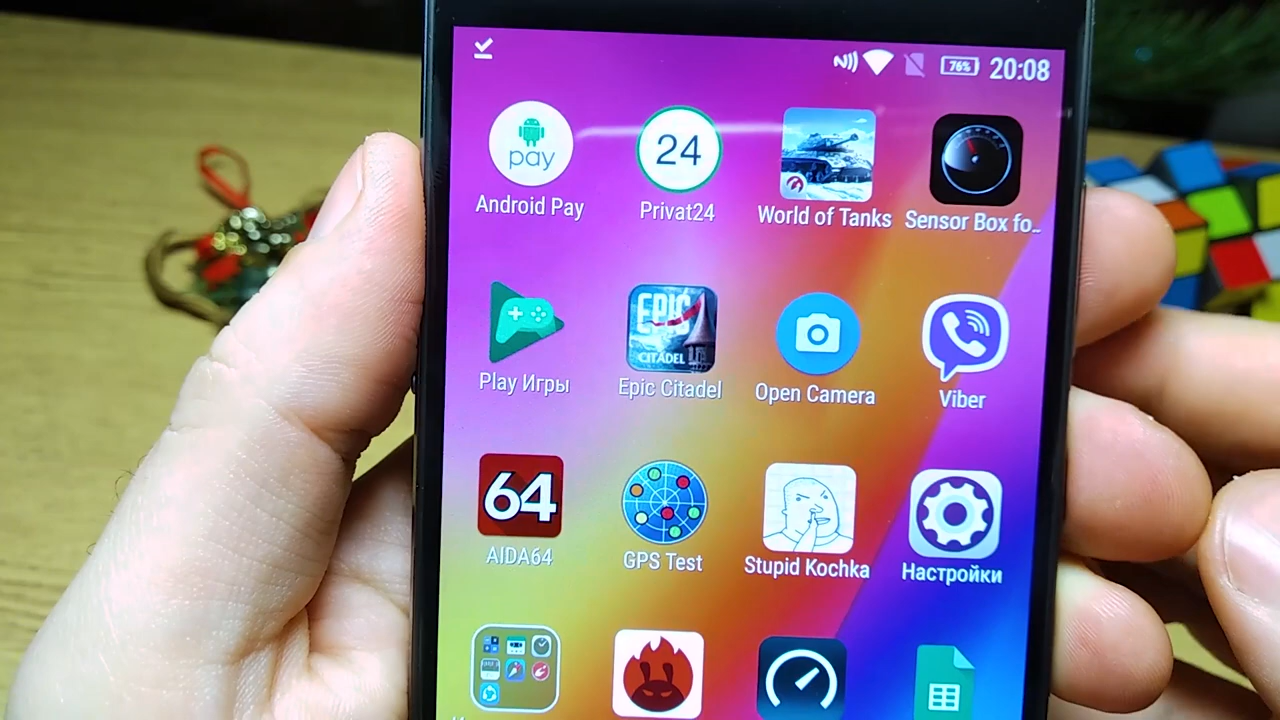 76%
20:08
pay
24
Android Pay
Privat24
World of Tanks
Sensor Box fo..
EPIC
CITADEL
Play Игры
Epic Citadel
Open Camera
Viber
64
AIDA64
GPS Test
Stupid Kochka
Настройки